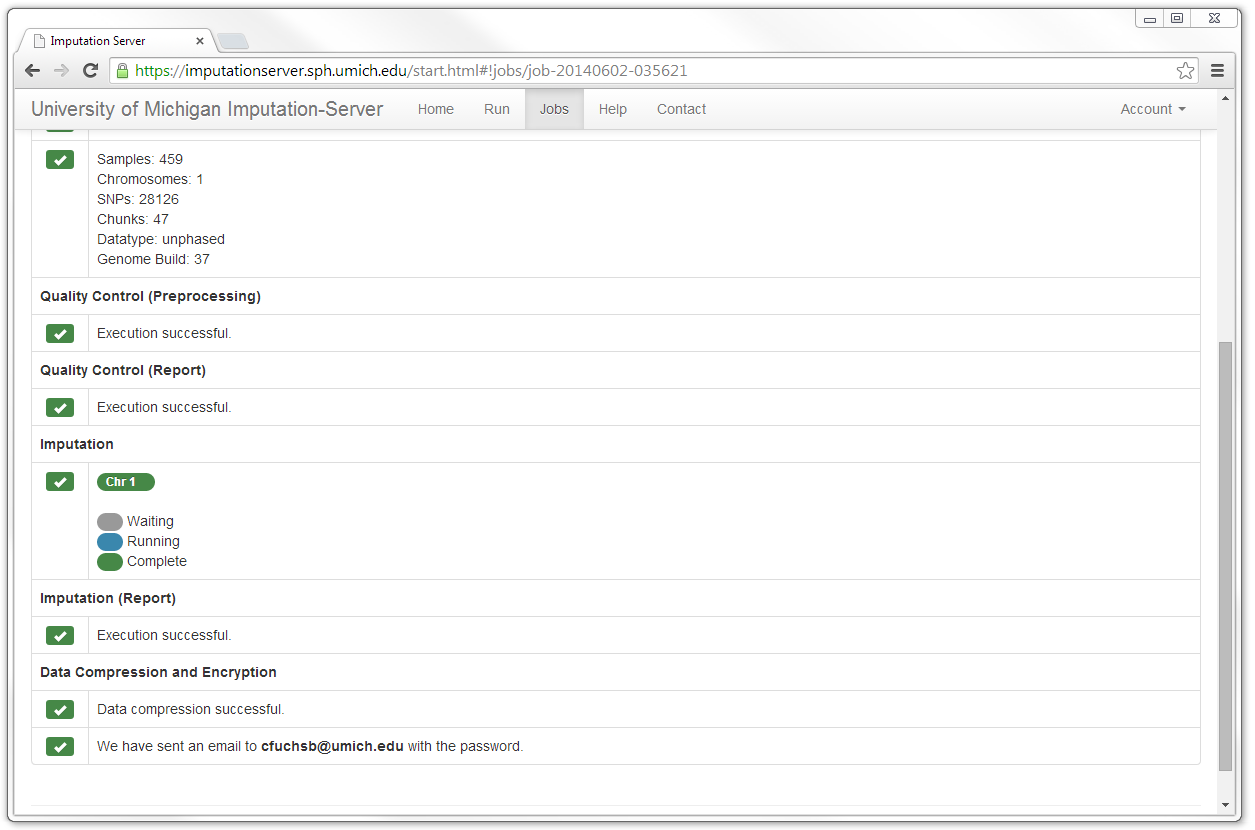 Imputation Server
https://imputationserver.sph.umich.edu/start.html#!jobs/job-20140602-035621
University of Michigan Imputation-Server Home Run Jobs Help Contact Account
Samples: 459
Chromosomes: 1
SNPs: 28126
Chunks: 47
Datatype: unphased
Genome Build: 37
Quality Control (Preprocessing)
Execution successful.
Quality Control (Report)
Execution successful.
Imputation
Chr 1
Waiting
Running
Complete
Imputation (Report)
Execution successful.
Data Compression and Encryption
Data compression successful.
We have sent an email to cfuchsb@umich.edu with the password.